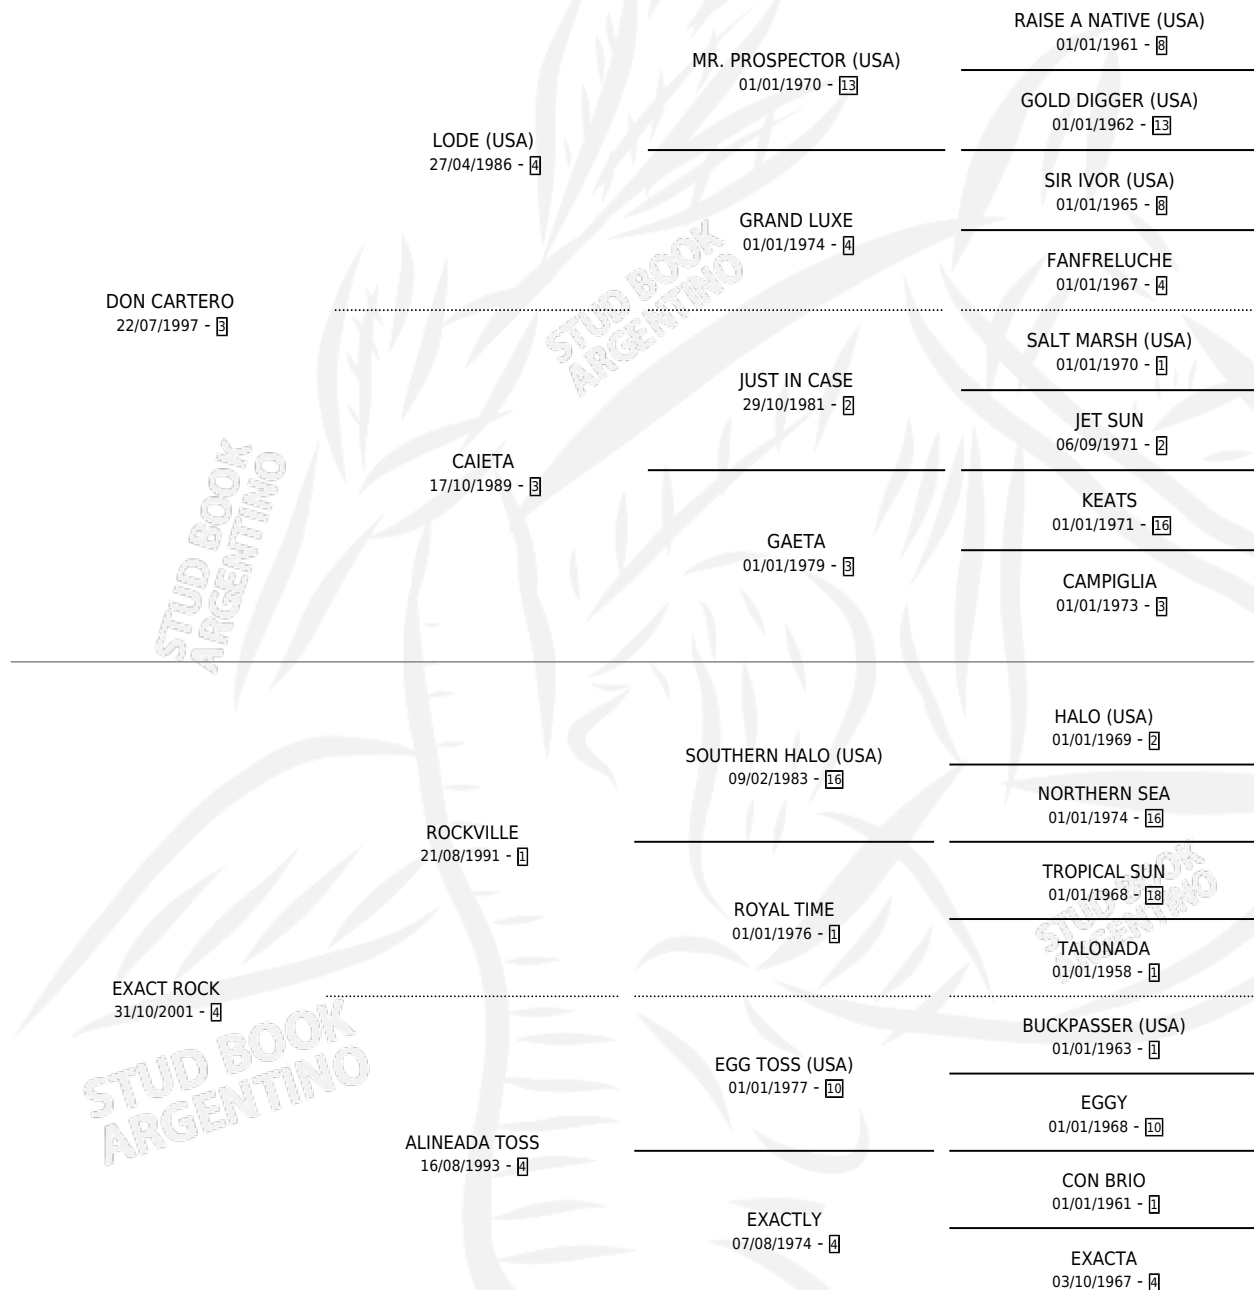 RAISE A NATIVE (USA)
01/01/1961 - 8
MR. PROSPECTOR (USA)
01/01/1970 - 13
GOLD DIGGER (USA)
01/01/1962 - 13
LODE (USA)
27/04/1986 - 4
SIR IVOR (USA)
01/01/1965 - 8
GRAND LUXE
01/01/1974 - 4
FANFRELUCHE
01/01/1967 - 4
DON CARTERO
22/07/1997 - 3
STUD BOOK
ARGENTINO
SALT MARSH (USA)
01/01/1970 - 1
JUST IN CASE
29/10/1981 - 2
JET SUN
06/09/1971 - 2
CAIETA
17/10/1989 - 3
KEATS
01/01/1971 - 16
GAETA
01/01/1979 - 3
CAMPIGLIA
01/01/1973 - 3
STUD BOOK
ARGENTINO
HALO (USA)
01/01/1969 - 2
SOUTHERN HALO (USA)
09/02/1983 - 16
NORTHERN SEA
01/01/1974 - 16
ROCKVILLE
21/08/1991 - 1
TROPICAL SUN
01/01/1968 - 18
ROYAL TIME
01/01/1976 - 1
STUD BOOK
ARGENTINO
TALONADA
01/01/1958 - 1
EXACT ROCK
31/10/2001 - 4
STUD BOOK
ARGENTINO
BUCKPASSER (USA)
01/01/1963 - 1
EGG TOSS (USA)
01/01/1977 - 10
EGGY
01/01/1968 - 10
ALINEADA TOSS
16/08/1993 - 4
CON BRIO
01/01/1961 - 1
EXACTLY
07/08/1974 - 4
EXACTA
03/10/1967 - 4